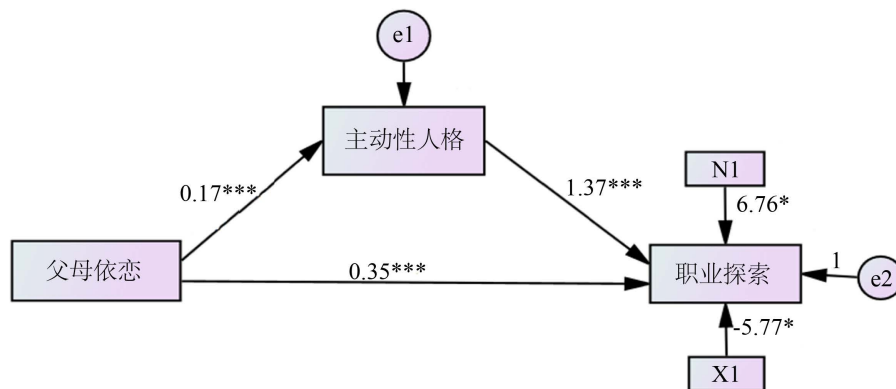 e1
主动性人格
N1
0.17***
1.37***
6.76*
父母依恋
0.35***
职业探索
1
e2
-5.77*
X1